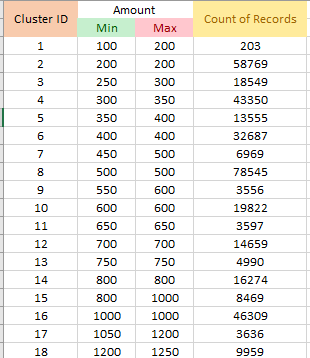 Cluster ID Amount Count of Records
Min Max
1 100 200 203
2 200 200 58769
3 250 300 18549
4 300 350 43350
5 350 400 13555
6 400 400 32687
7 450 500 6969
8 500 500 78545
9 550 600 3556
10 600 600 19822
11 650 650 3597
12 700 700 14659
13 750 750 4990
14 800 800 16274
15 800 1000 8469
16 1000 1000 46309
17 1050 1200 3636
18 1200 1250 9959